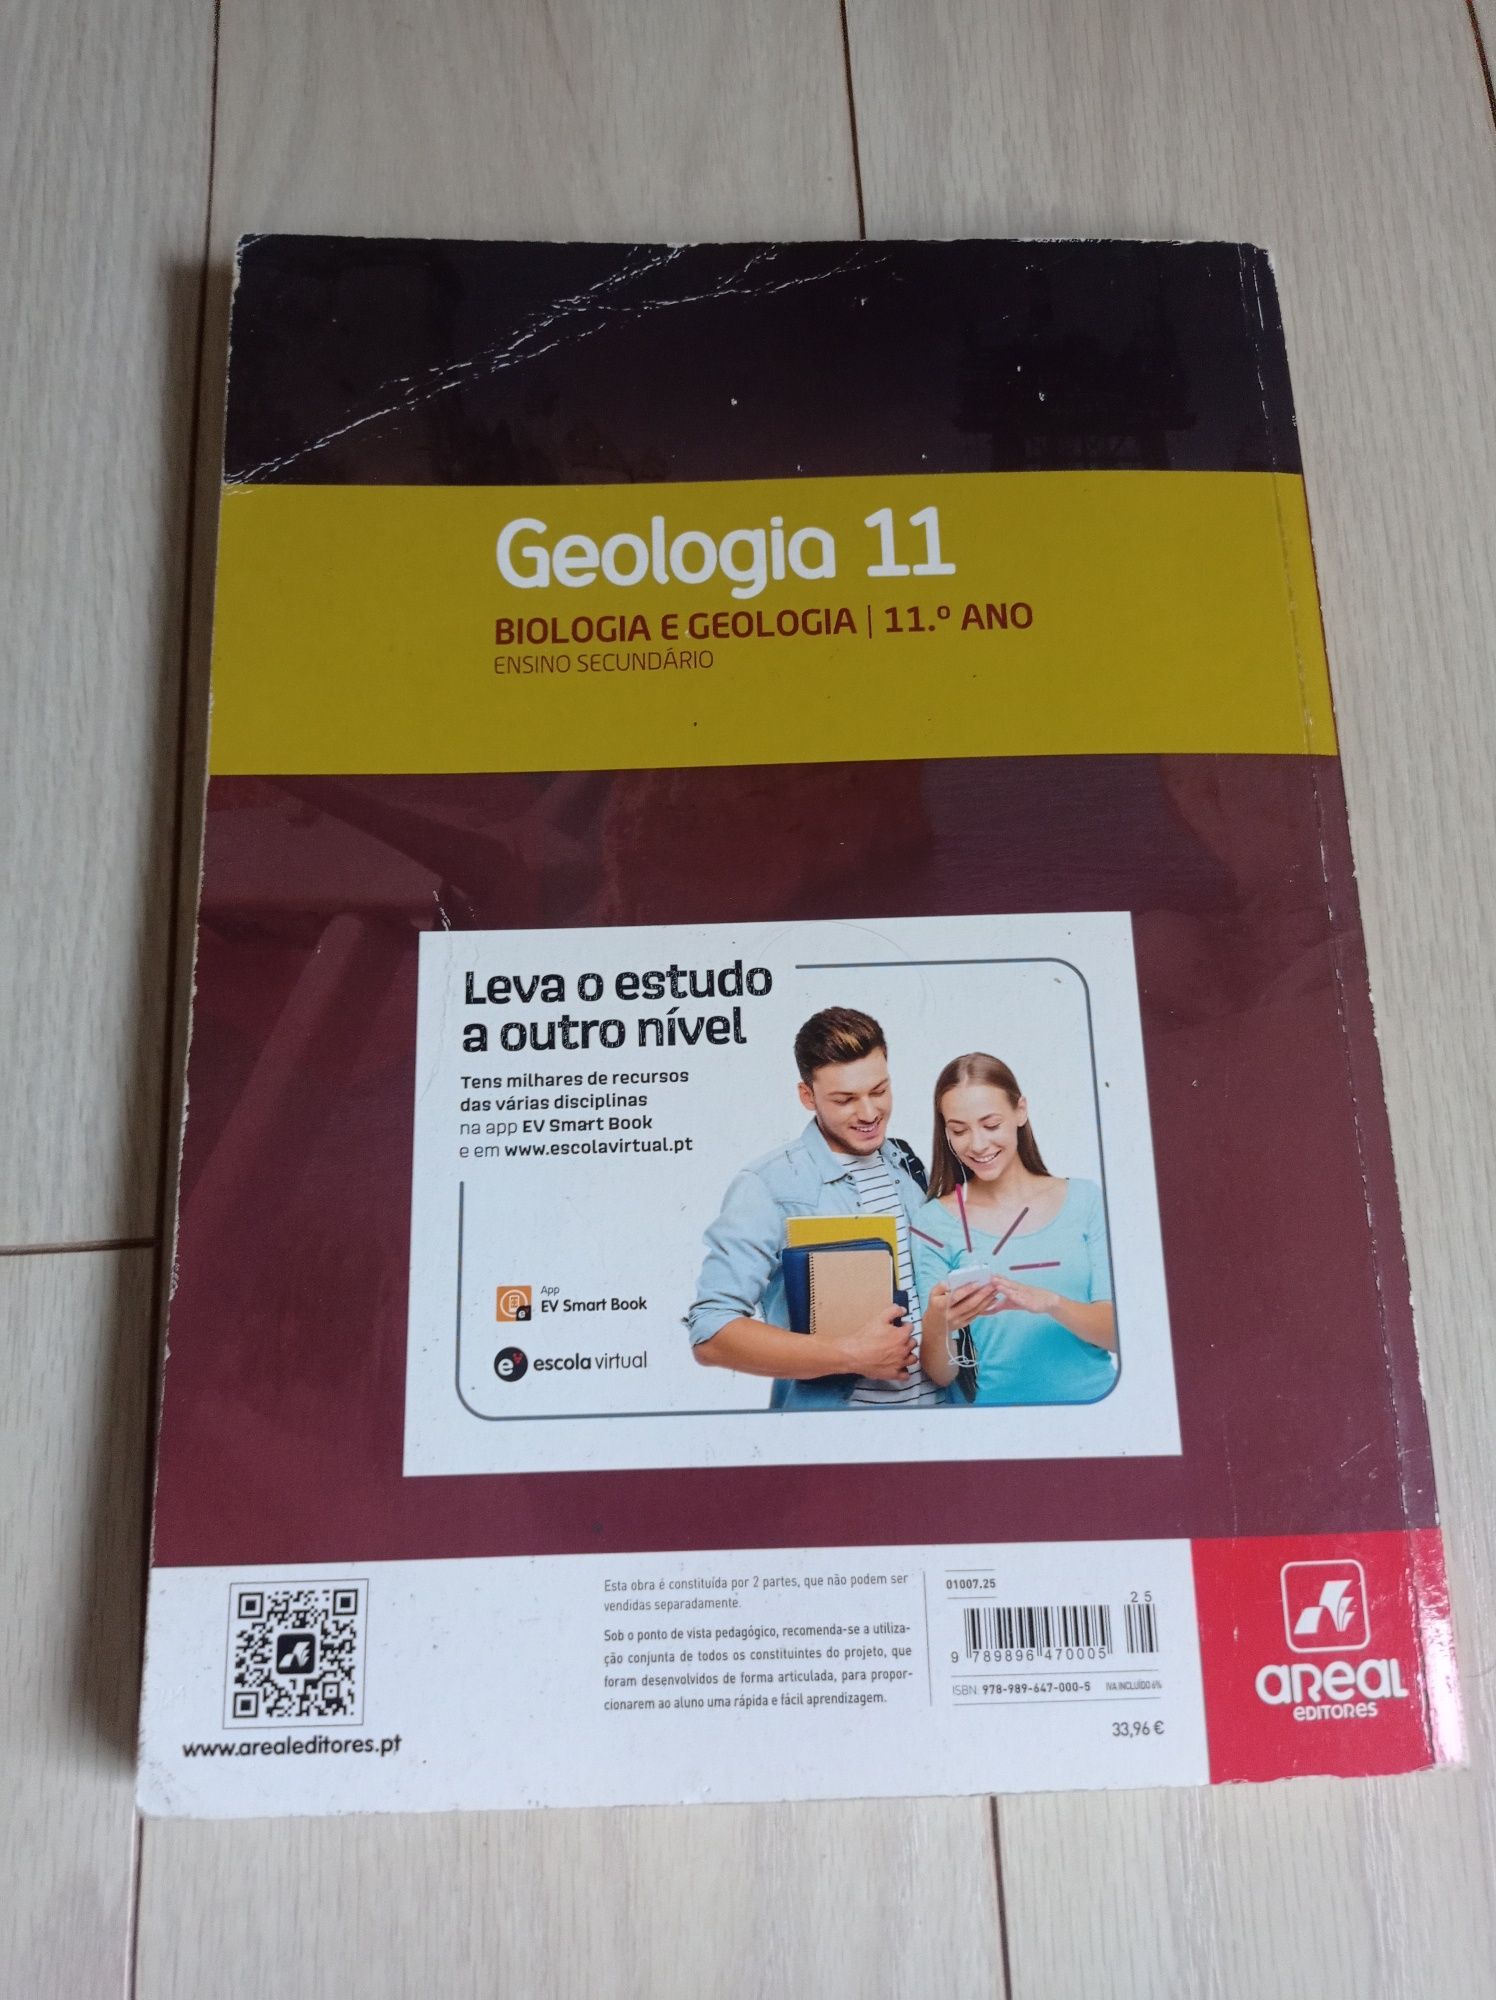 Geologia 11
BIOLOGIA E GEOLOGIA | 11.º ANO
ENSINO SECUNDÁRIO
Leva o estudo
a outro nível
Tens milhares de recursos
das várias disciplinas
na app EV Smart Book
e em www.escolavirtual.pt
App
EV Smart Book
escola virtual
www.arealeditores.pt
Esta obra é constituída por 2 partes, que não podem ser
vendidas separadamente.
Sob o ponto de vista pedagógico, recomenda-se a utiliza-
ção conjunta de todos os constituintes do projeto, que
foram desenvolvidos de forma articulada, para propor-
cionarem ao aluno uma rápida e fácil aprendizagem.
01007.25
25
9 789896 470005
ISBN 978-989-647-000-5 IVA INCLUÍDO 6%
33,96 €
aReaL
eDITORes